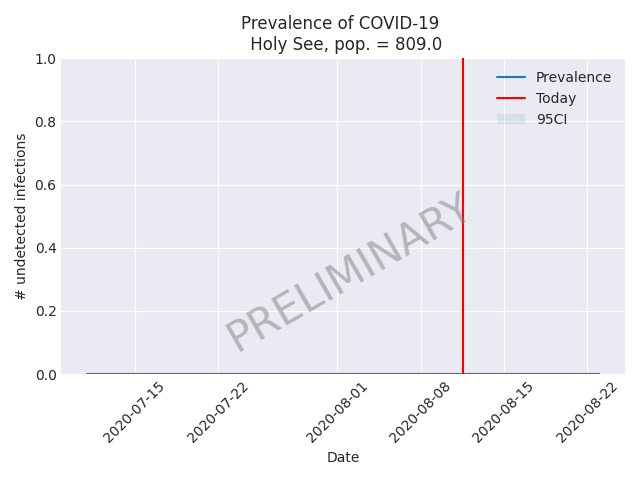 Prevalence of COVID-19
Holy See, pop. = 809.0
Prevalence
Today
95CI
1.0
0.8
0.6
0.4
0.2
0.0
# undetected infections
PRELIMINARY
2020-07-15
2020-07-22
2020-08-01
2020-08-08
2020-08-15
2020-08-22
Date